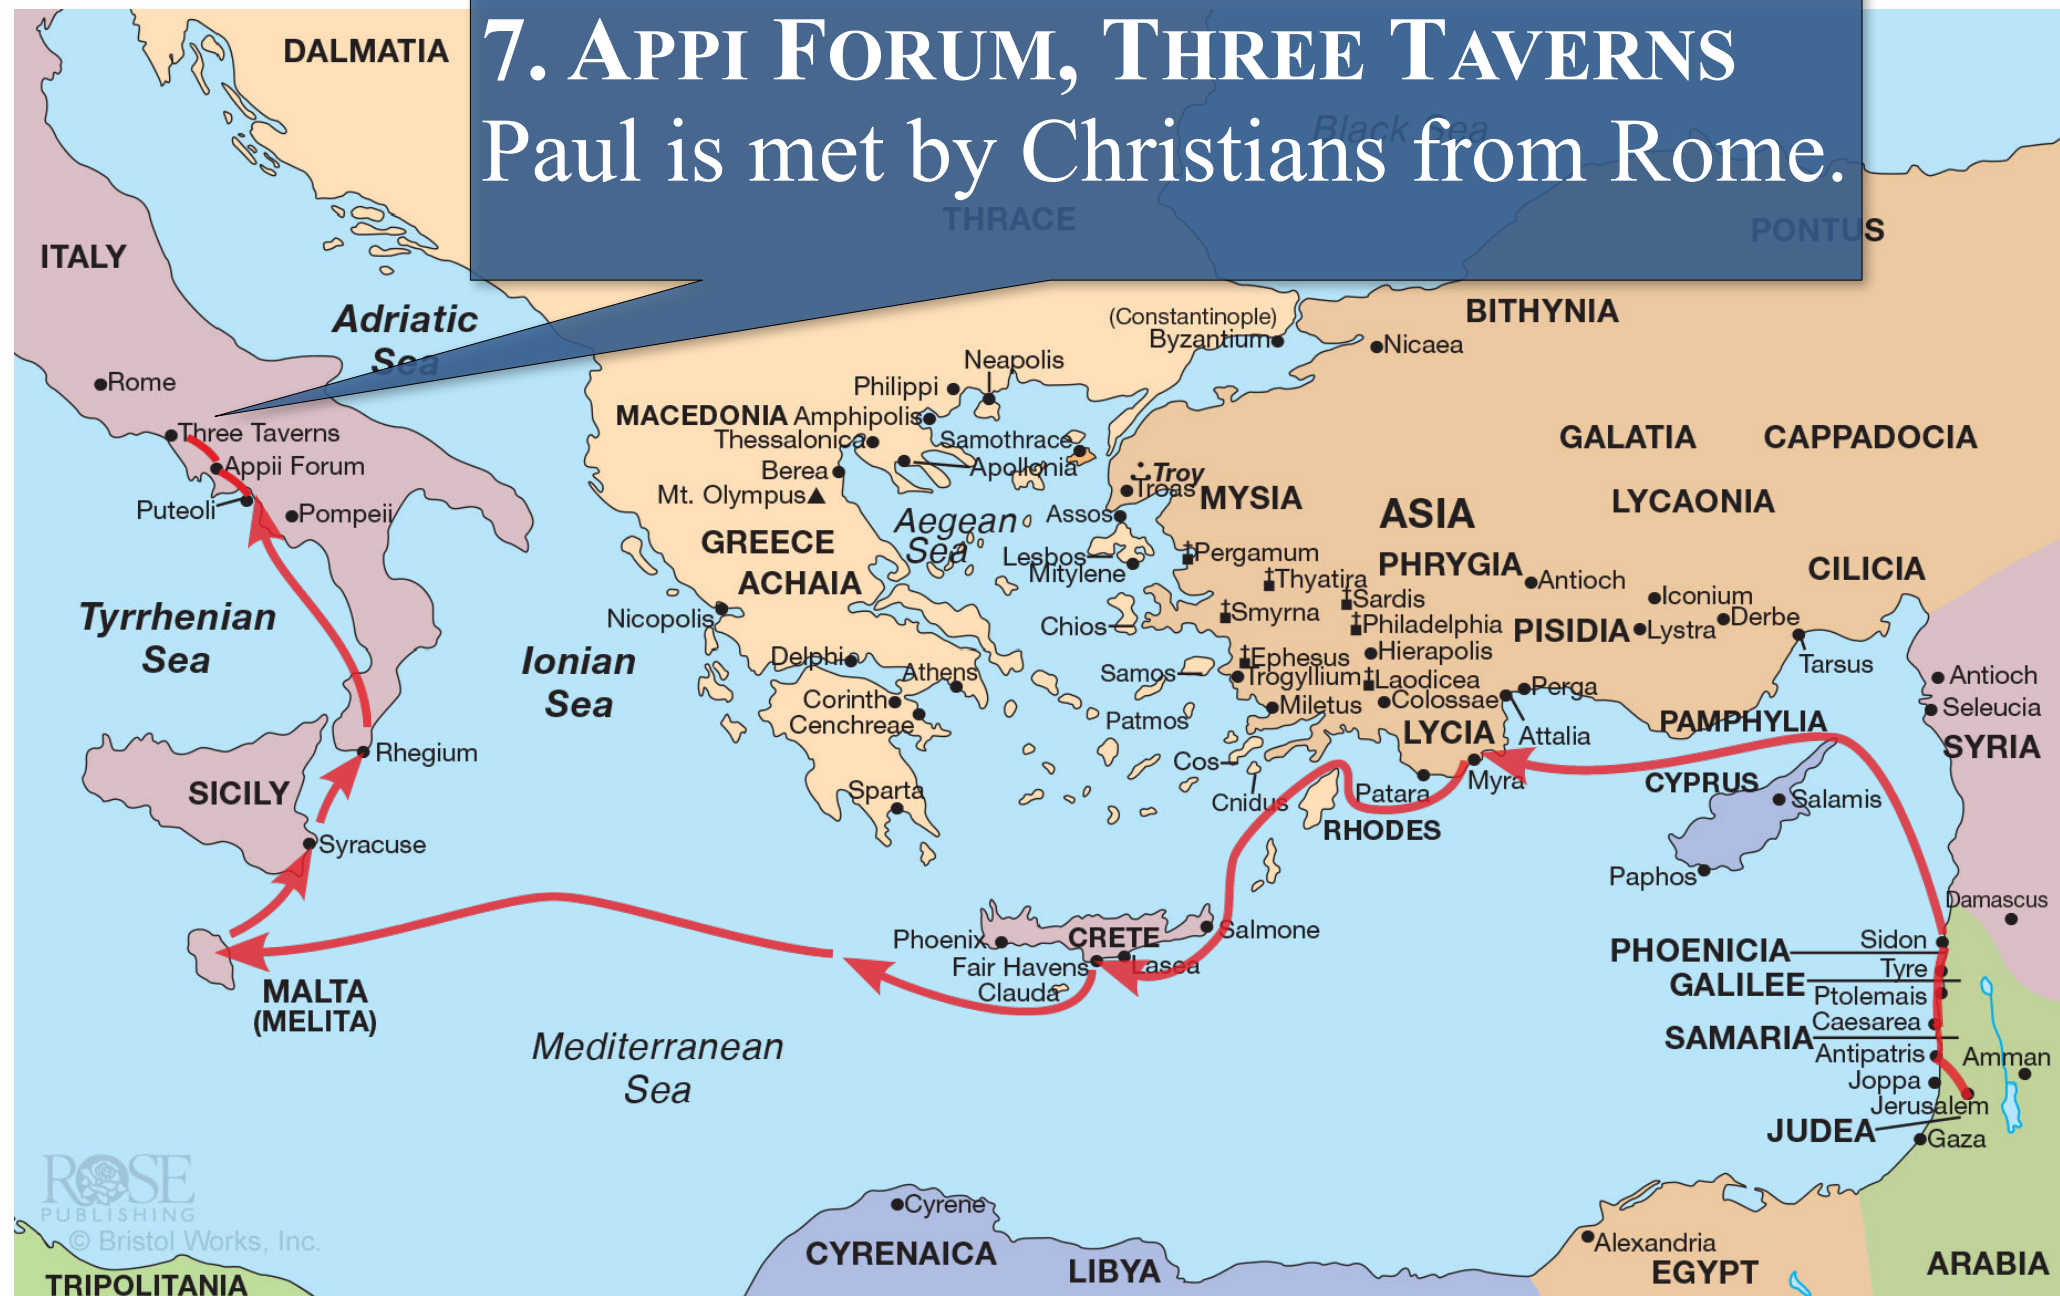 7. APPI FORUM, THREE TAVERNS
Paul is met by Christians from Rome.
DALMATIA
Black Sea
THRACE
PONTUS
ITALY
Adriatic
Sea
BITHYNIA
(Constantinople)
Byzantium
Nicaea
Neapolis
Philippi
Rome
MACEDONIA
Amphipolis
Three Taverns
Thessalonica
Samothrace
GALATIA
CAPPADOCIA
Appii Forum
Berea
Apollonia
Troy
Troas
Mt. Olympus
MYSIA
ASIA
LYCAONIA
Puteoli
Pompeii
Aegean
Sea
Assos
GREECE
Lesbos
Mitylene
†Pergamum
PHRYGIA
Antioch
CILICIA
ACHAIA
†Thyatira
†Sardis
Iconium
Tyrrhenian
Sea
Nicopolis
Chios
†Smyrna
†Philadelphia
PISIDIA
Lystra
Derbe
Ionian
Sea
Delphi
Athens
†Ephesus
Hierapolis
Tarsus
Samos
Trogyllium
†Laodicea
Perga
Antioch
Corinth
Cenchreae
Patmos
Miletus
Colossae
Seleucia
LYCIA
Attalia
PAMPHYLIA
SYRIA
Rhegium
Cos
Cnidus
Patara
Myra
CYPRUS
Salamis
SICILY
Sparta
RHODES
Syracuse
Paphos
Damascus
Phoenix
CRETE
Salmone
PHOENICIA
Sidon
Fair Havens
Lasea
Tyre
Clauda
GALILEE
Ptolemais
MALTA
(MELITA)
Caesarea
SAMARIA
Mediterranean
Sea
Antipatris
Amman
Joppa
Jerusalem
JUDEA
Gaza
ROSE
PUBLISHING
© Bristol Works, Inc.
Cyrene
CYRENAICA
LIBYA
Alexandria
EGYPT
ARABIA
TRIPOLITANIA